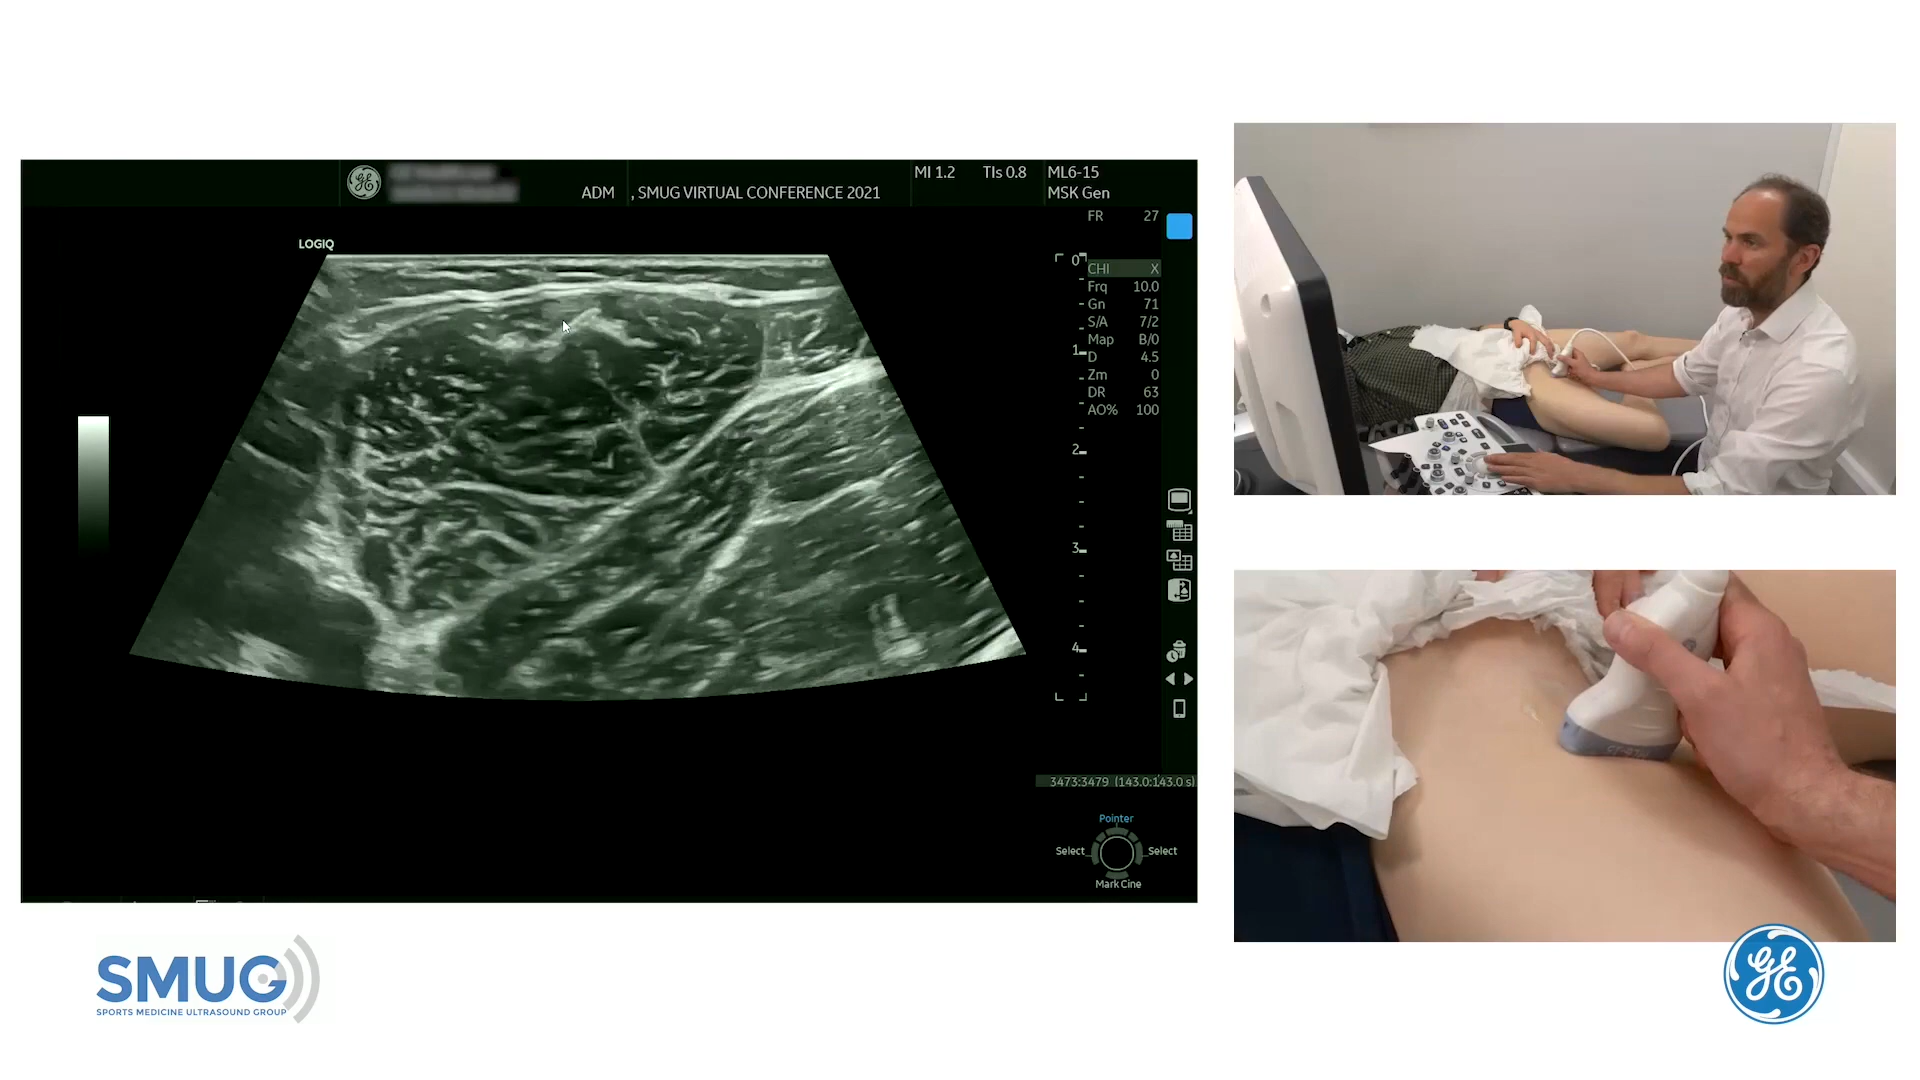 MI 1.2 TIs 0.8 ML6-15
ADM , SMUG VIRTUAL CONFERENCE 2021 MSK Gen
FR 27
LOGIQ
0
CHI X
Frq 10.0
Gn 71
S/A 7/2
Map B/0
1
D 4.5
Zm 0
DR 63
AO% 100
2
3
4
3473:3479 (143.0:143.0 s)
Pointer
Select Select
Mark Cine
SMUG
SPORTS MEDICINE ULTRASOUND GROUP
GE